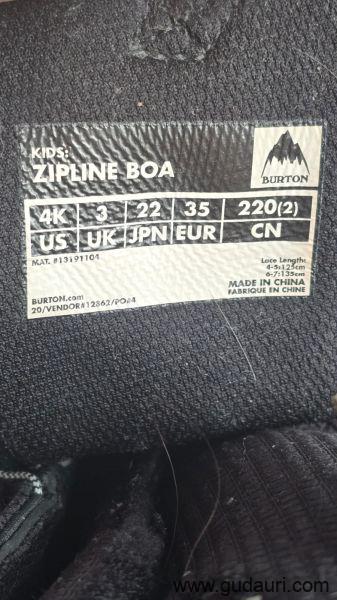 KIDS:
ZIPLINE BOA
BURTON
4K 3 22 35 220(2)
US UK JPN EUR CN
MAT. #13191104
Lace Length:
4-5:125cm
6-7:135cm
MADE IN CHINA
FABRIQUE EN CHINE
BURTON.com
20/VENDOR#12862/PO#4
www.gudauri.com